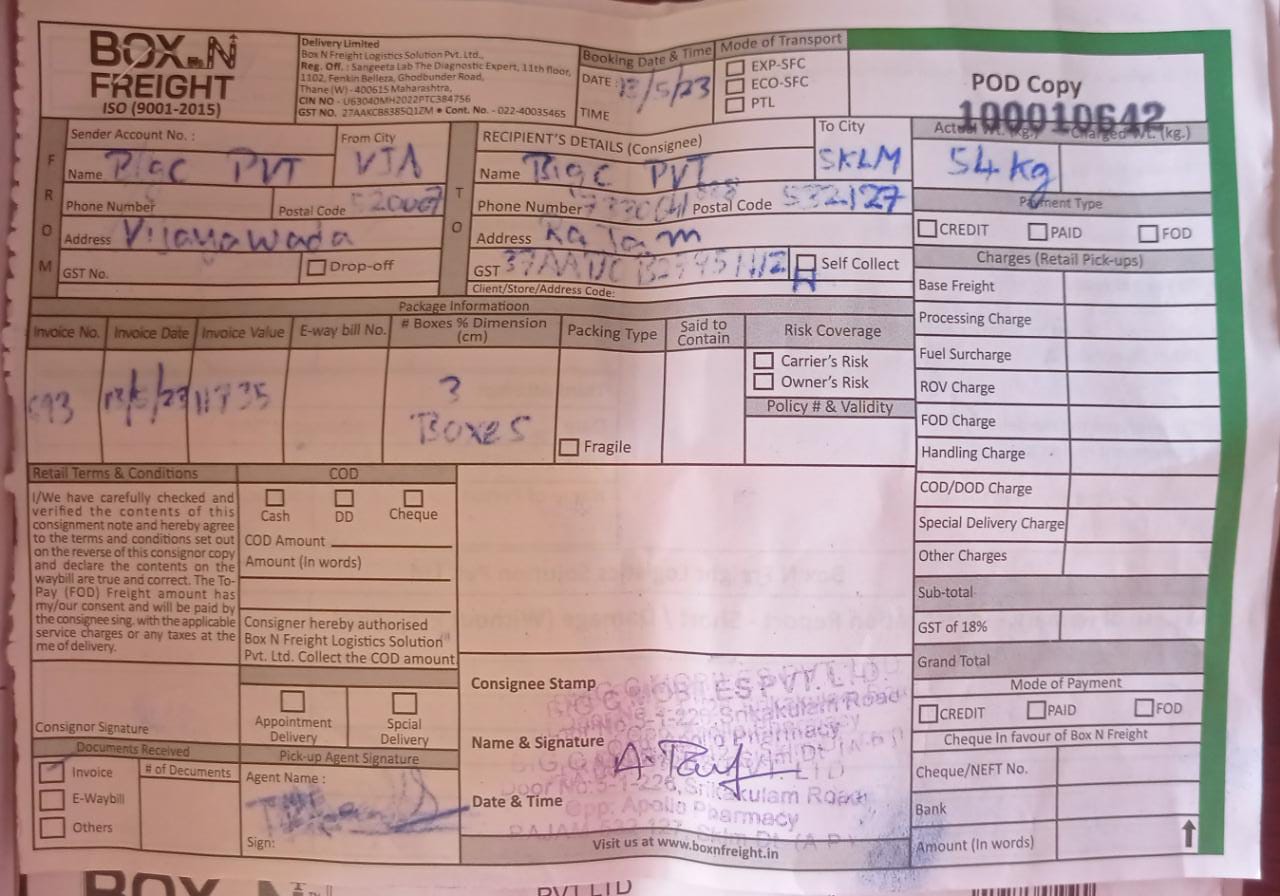 BOX N FREIGHT
ISO (9001-2015)
Delivery Limited
Box N Freight Logistics Solution Pvt. Ltd.,
Reg. Off. : Sangeeta Lab The Diagnostic Expert, 11th floor,
1102, Fenkin Belleza, Ghodbunder Road,
Thane (W) - 400615 Maharashtra,
CIN NO - U63040MH2022PTC384756
GST NO. 27AAKCB8385Q1ZM • Cont. No. - 022-40035465
Booking Date & Time
DATE : 13/5/23
TIME
Mode of Transport
EXP-SFC
ECO-SFC
PTL
POD Copy
100010642
FROM
Sender Account No. :
From City
Name Bigc PVT
VJA
Phone Number
Postal Code 520007
Address Vijayawada
GST No.
Drop-off
TO
RECIPIENT'S DETAILS (Consignee)
To City
Name Bigc PVT
SKLM
Phone Number
Postal Code 532127
Address Rajam
GST
Self Collect
Client/Store/Address Code:
Actual Wt. (kg.) Charged Wt. (kg.)
54 kg
Payment Type
CREDIT PAID FOD
Charges (Retail Pick-ups)
Base Freight
Processing Charge
Fuel Surcharge
ROV Charge
FOD Charge
Handling Charge
COD/DOD Charge
Special Delivery Charge
Other Charges
Sub-total
GST of 18%
Grand Total
Mode of Payment
CREDIT PAID FOD
Cheque In favour of Box N Freight
Cheque/NEFT No.
Bank
Amount (In words)
Package Informatioon
Invoice No. Invoice Date Invoice Value E-way bill No. # Boxes % Dimension (cm) Packing Type Said to Contain Risk Coverage
13/5/23 3 Boxes
Fragile
Carrier's Risk
Owner's Risk
Policy # & Validity
Retail Terms & Conditions
I/We have carefully checked and
verified the contents of this
consignment note and hereby agree
to the terms and conditions set out
on the reverse of this consignor copy
and declare the contents on the
waybill are true and correct. The To-
Pay (FOD) Freight amount has
my/our consent and will be paid by
the consignee sing, with the applicable
service charges or any taxes at the
me of delivery.
Consignor Signature
COD
Cash DD Cheque
COD Amount
Amount (In words)
Consigner hereby authorised
Box N Freight Logistics Solution
Pvt. Ltd. Collect the COD amount.
Appointment Delivery
Spcial Delivery
Documents Received
Invoice
E-Waybill
Others
# of Documents
Pick-up Agent Signature
Agent Name :
Sign:
Consignee Stamp
Name & Signature
Date & Time
Door No:5-1-225, Srikakulam Road
Opp: Apollo Pharmacy
Visit us at www.boxnfreight.in
BOX N
PVT LTD